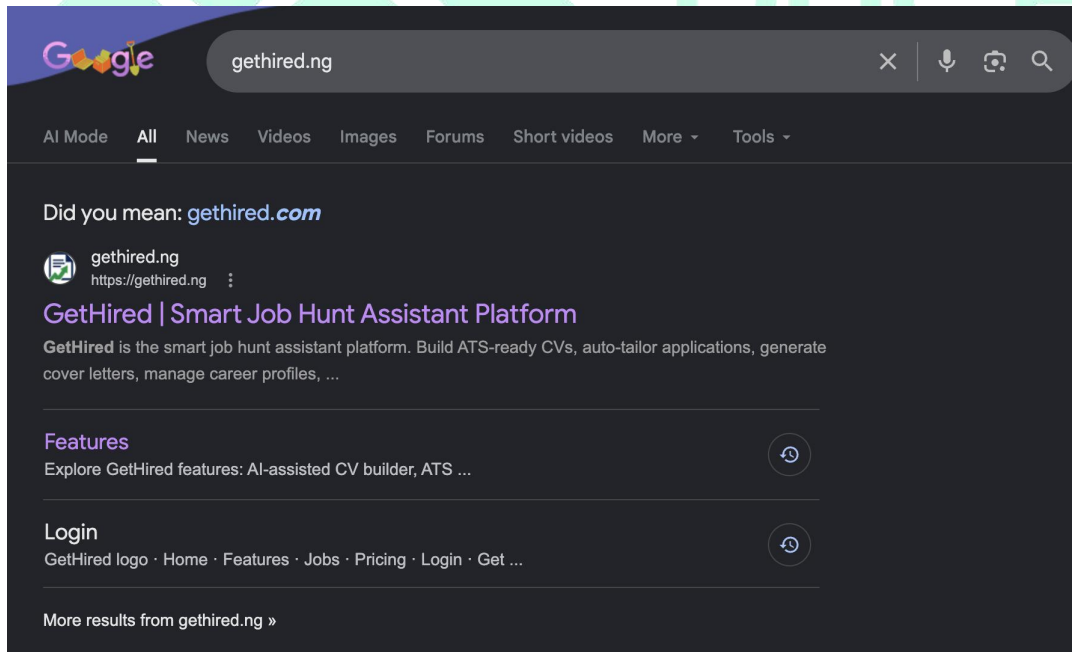 Google
gethired.ng
AI Mode All News Videos Images Forums Short videos More Tools
Did you mean: gethired.com
gethired.ng
https://gethired.ng
GetHired | Smart Job Hunt Assistant Platform
GetHired is the smart job hunt assistant platform. Build ATS-ready CVs, auto-tailor applications, generate
cover letters, manage career profiles, ...
Features
Explore GetHired features: AI-assisted CV builder, ATS ...
Login
GetHired logo · Home · Features · Jobs · Pricing · Login · Get ...
More results from gethired.ng »